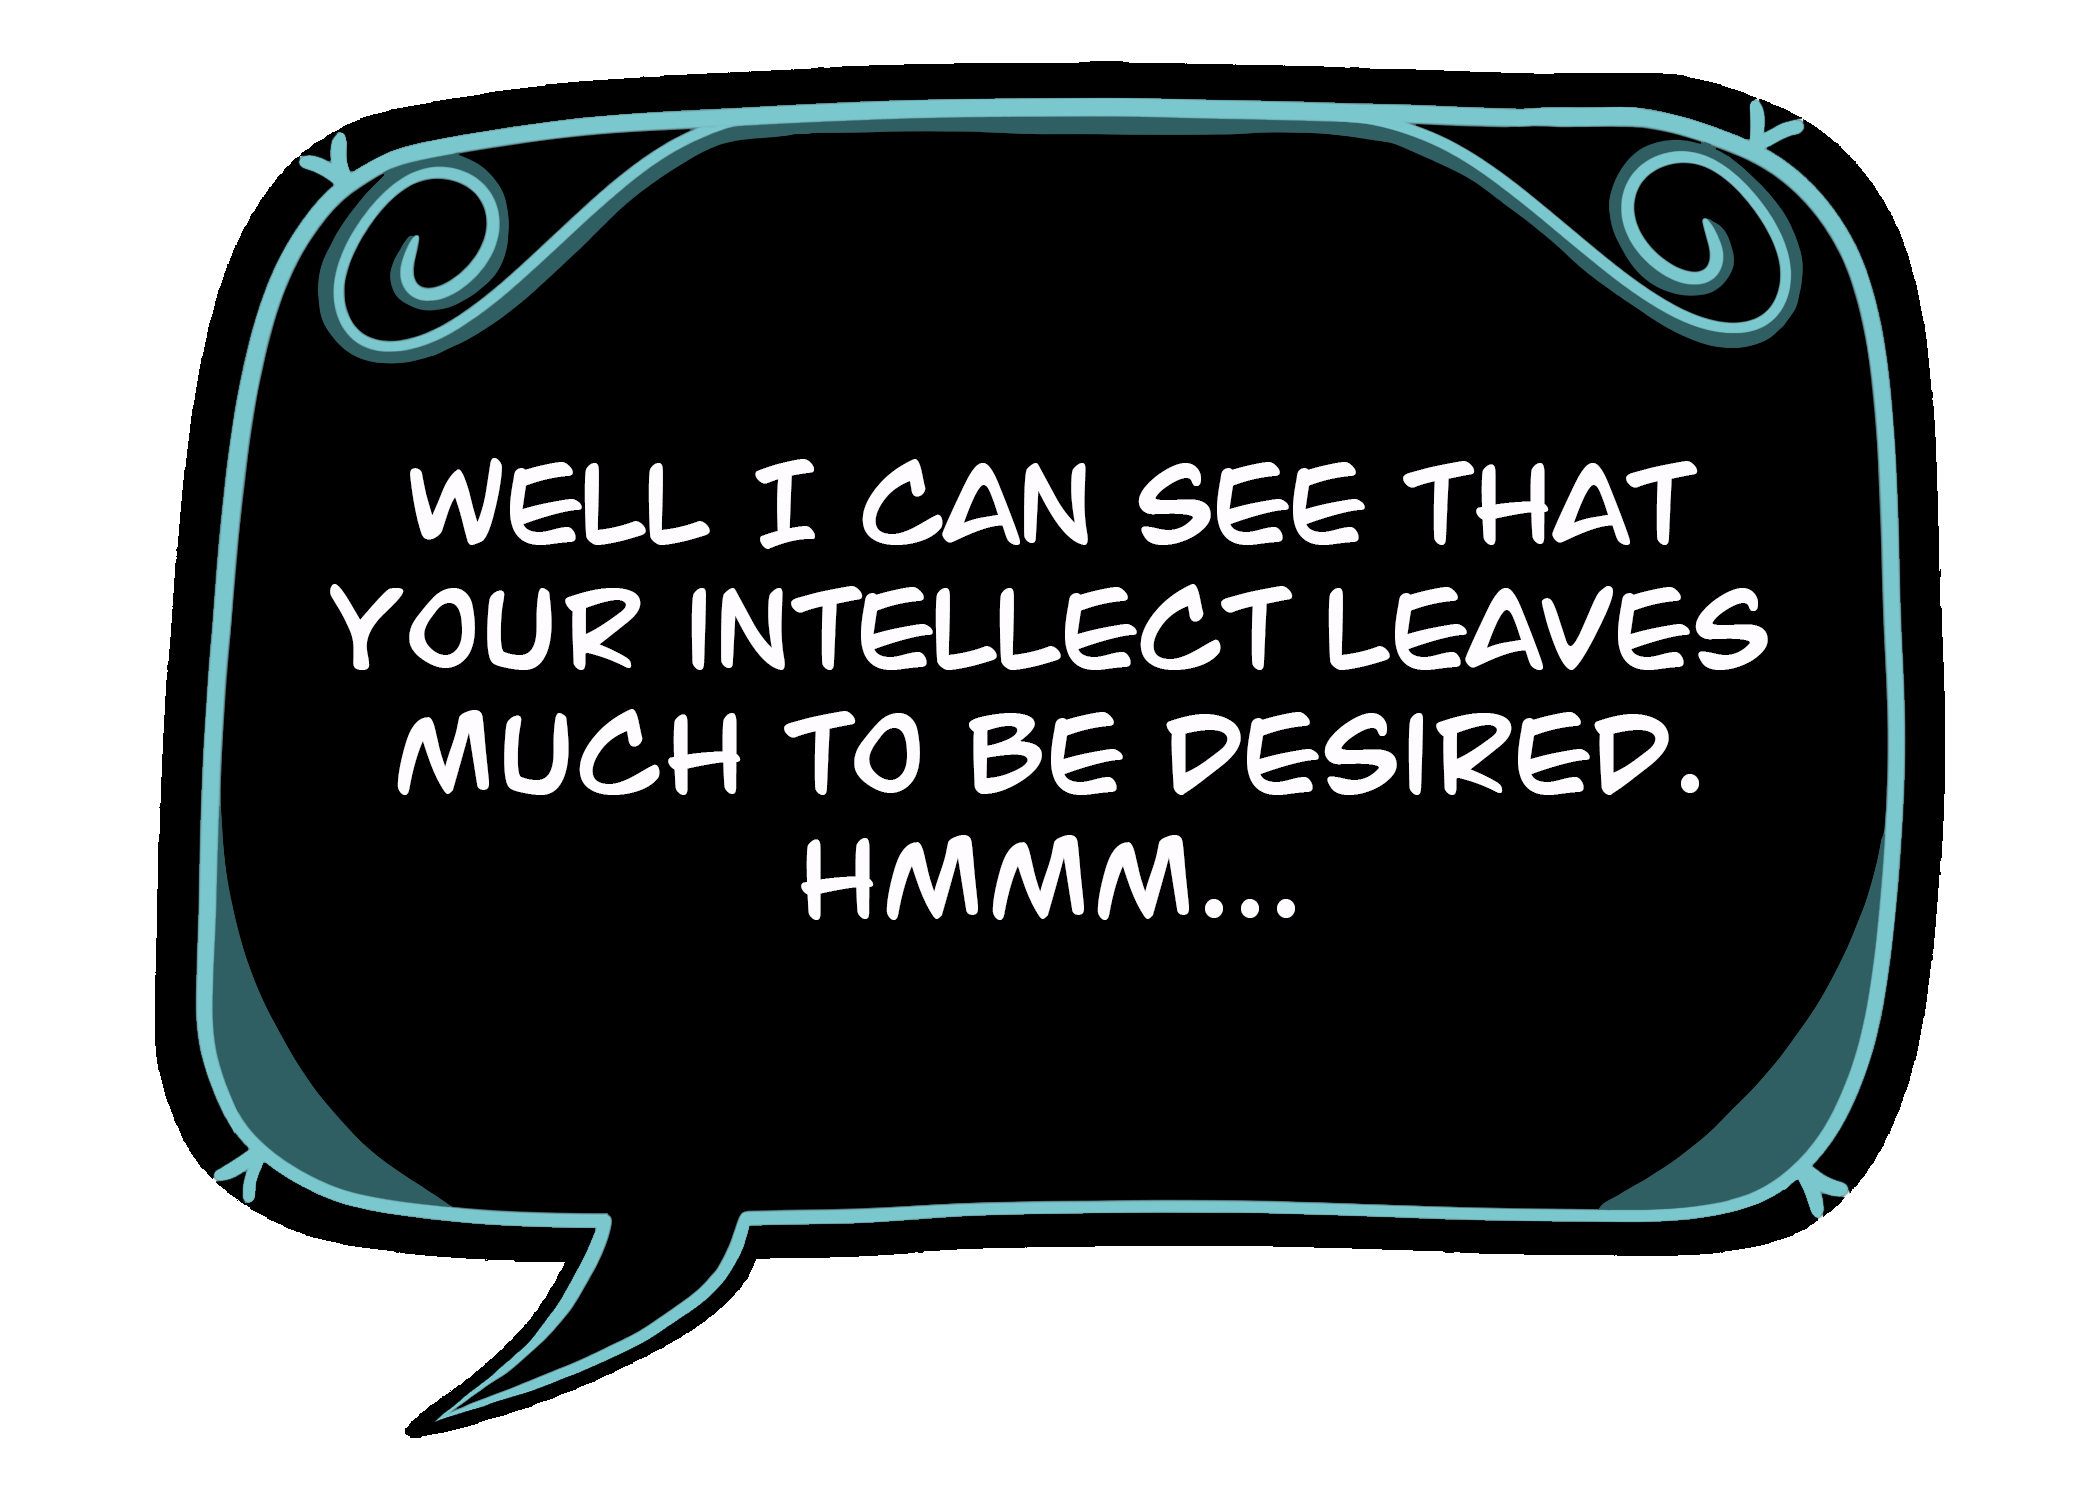 WELL I CAN SEE THAT
YOUR INTELLECT LEAVES
MUCH TO BE DESIRED.
HMMM...